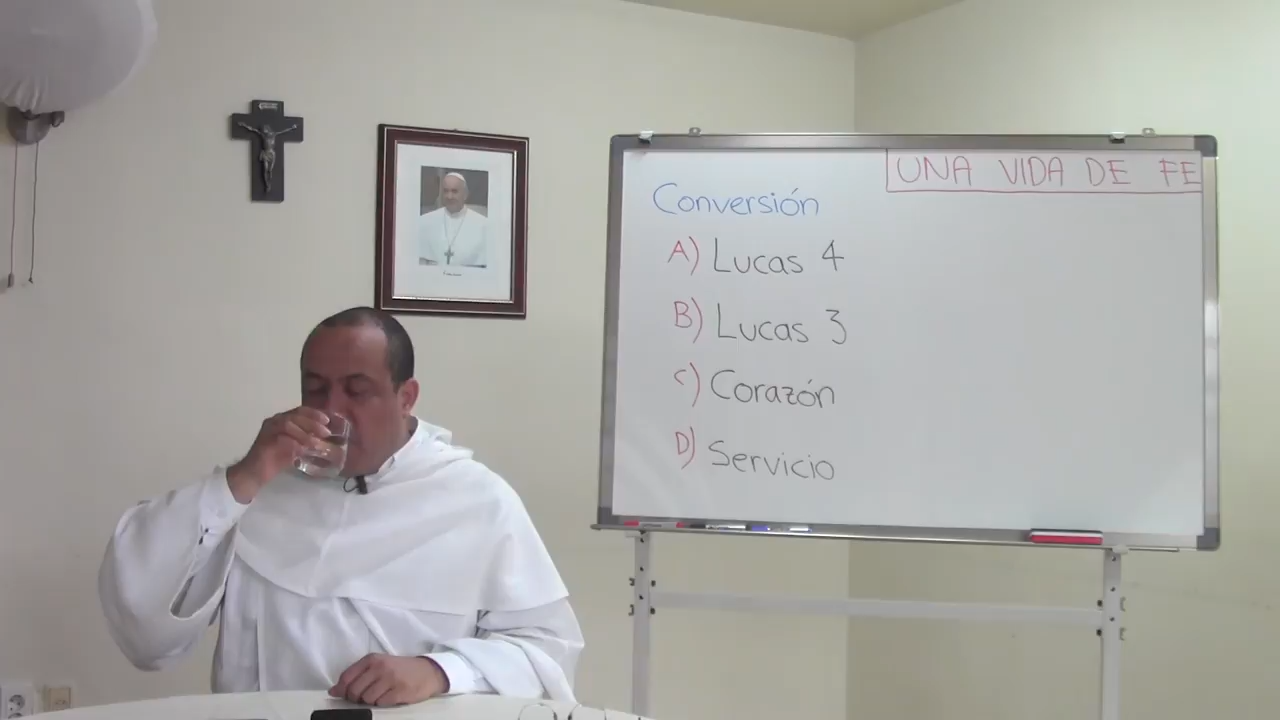 UNA VIDA DE FE
Conversión
A) Lucas 4
B) Lucas 3
C) Corazón
D) Servicio